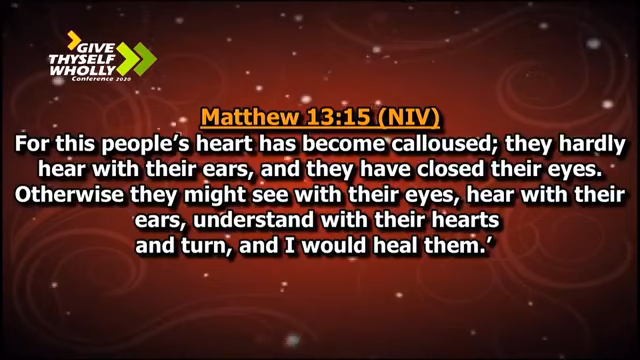 GIVE
THYSELF
WHOLLY
Conference 2020
Matthew 13:15 (NIV)
For this people’s heart has become calloused; they hardly
hear with their ears, and they have closed their eyes.
Otherwise they might see with their eyes, hear with their
ears, understand with their hearts
and turn, and I would heal them.’